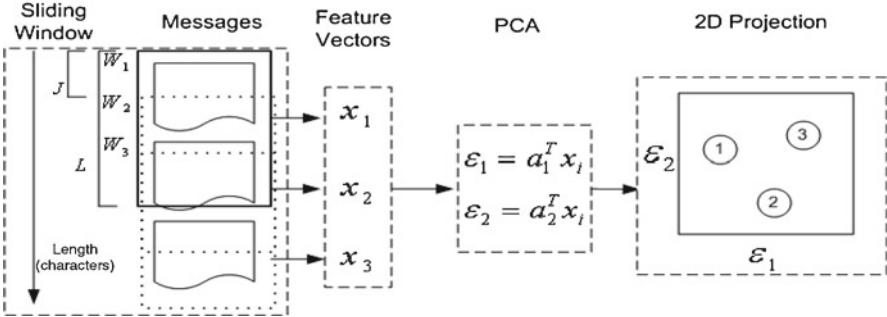 Sliding Window
Messages
Feature Vectors
PCA
2D Projection
J
L
W₁
W₂
W₃
Length (characters)
x₁
x₂
x₃
ε₁ = a₁ᵀxᵢ
ε₂ = a₂ᵀxᵢ
ε₂
1
3
2
ε₁